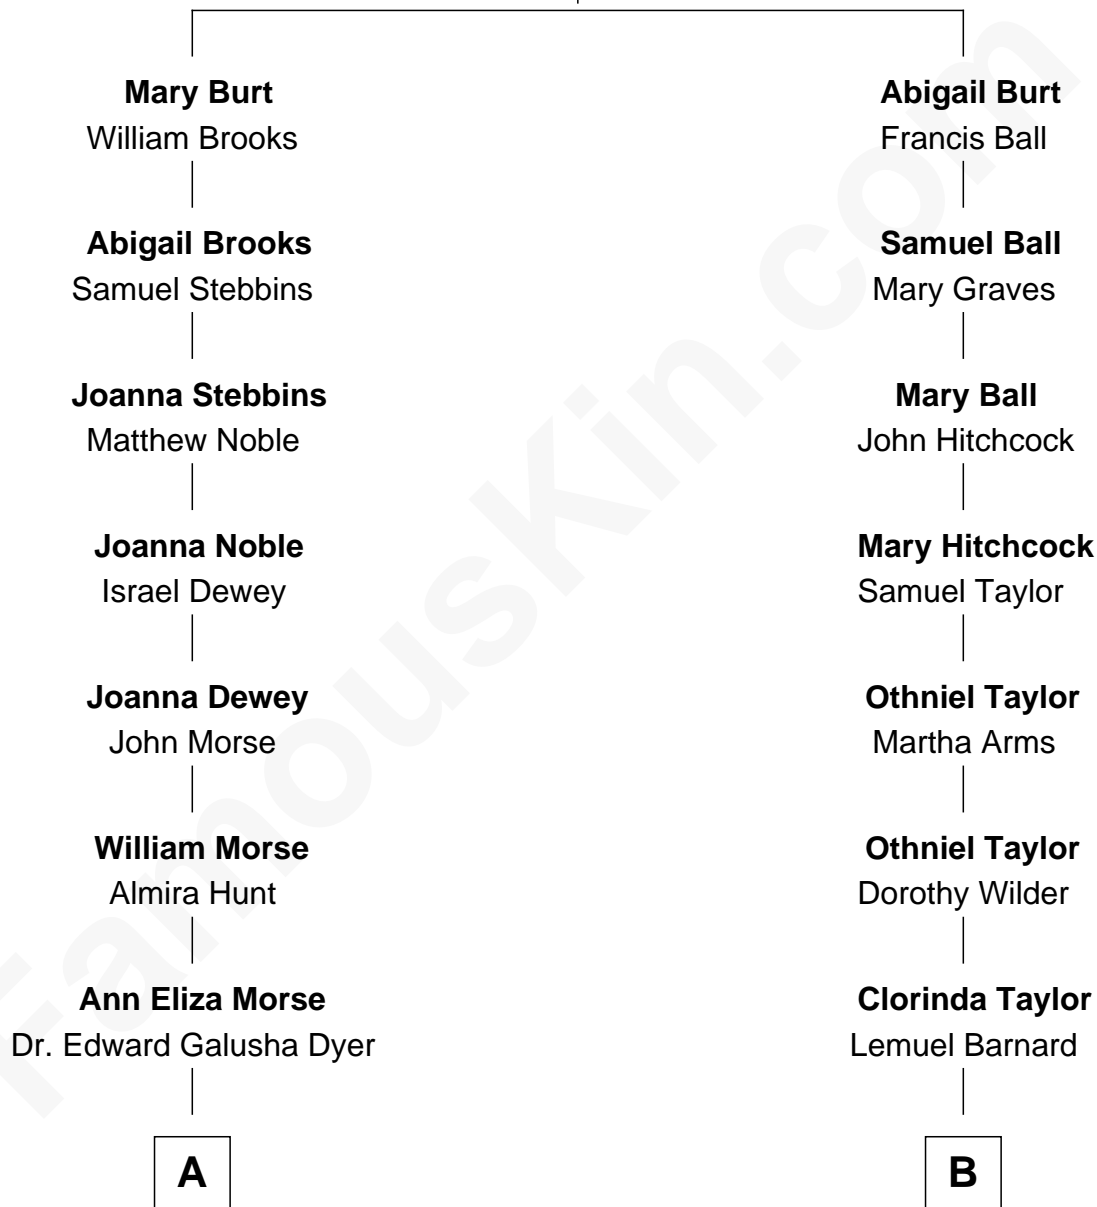 Mary Burt
William Brooks
Abigail Brooks
Samuel Stebbins
Joanna Stebbins
Matthew Noble
Joanna Noble
Israel Dewey
Joanna Dewey
John Morse
William Morse
Almira Hunt
Ann Eliza Morse
Dr. Edward Galusha Dyer
A
Abigail Burt
Francis Ball
Samuel Ball
Mary Graves
Mary Ball
John Hitchcock
Mary Hitchcock
Samuel Taylor
Othniel Taylor
Martha Arms
Othniel Taylor
Dorothy Wilder
Clorinda Taylor
Lemuel Barnard
B
FamousKin.com